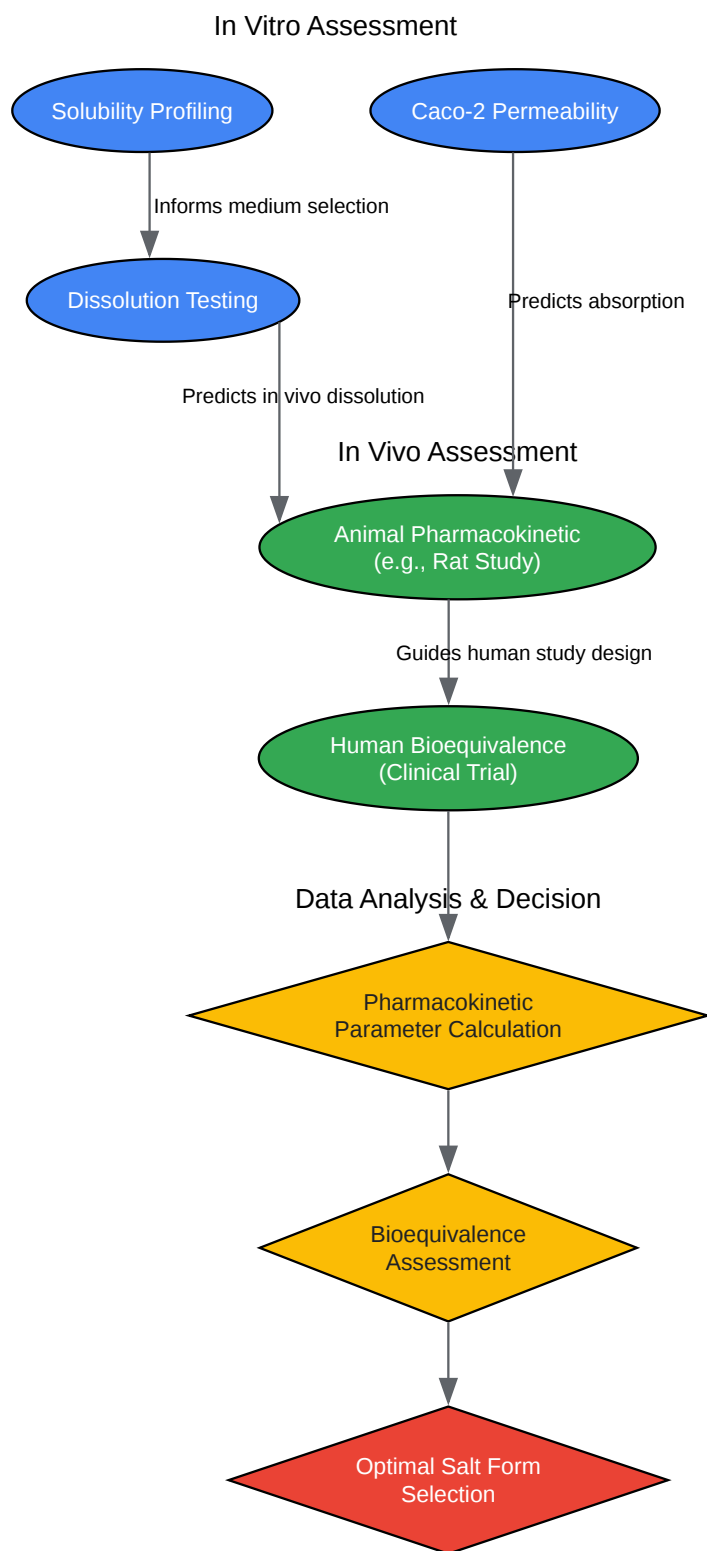 In Vitro Assessment
Solubility Profiling
Caco-2 Permeability
Informs medium selection
Dissolution Testing
Predicts absorption
Predicts in vivo dissolution
In Vivo Assessment
Animal Pharmacokinetic
(e.g., Rat Study)
Guides human study design
Human Bioequivalence
(Clinical Trial)
Data Analysis & Decision
Pharmacokinetic
Parameter Calculation
Bioequivalence
Assessment
Optimal Salt Form
Selection